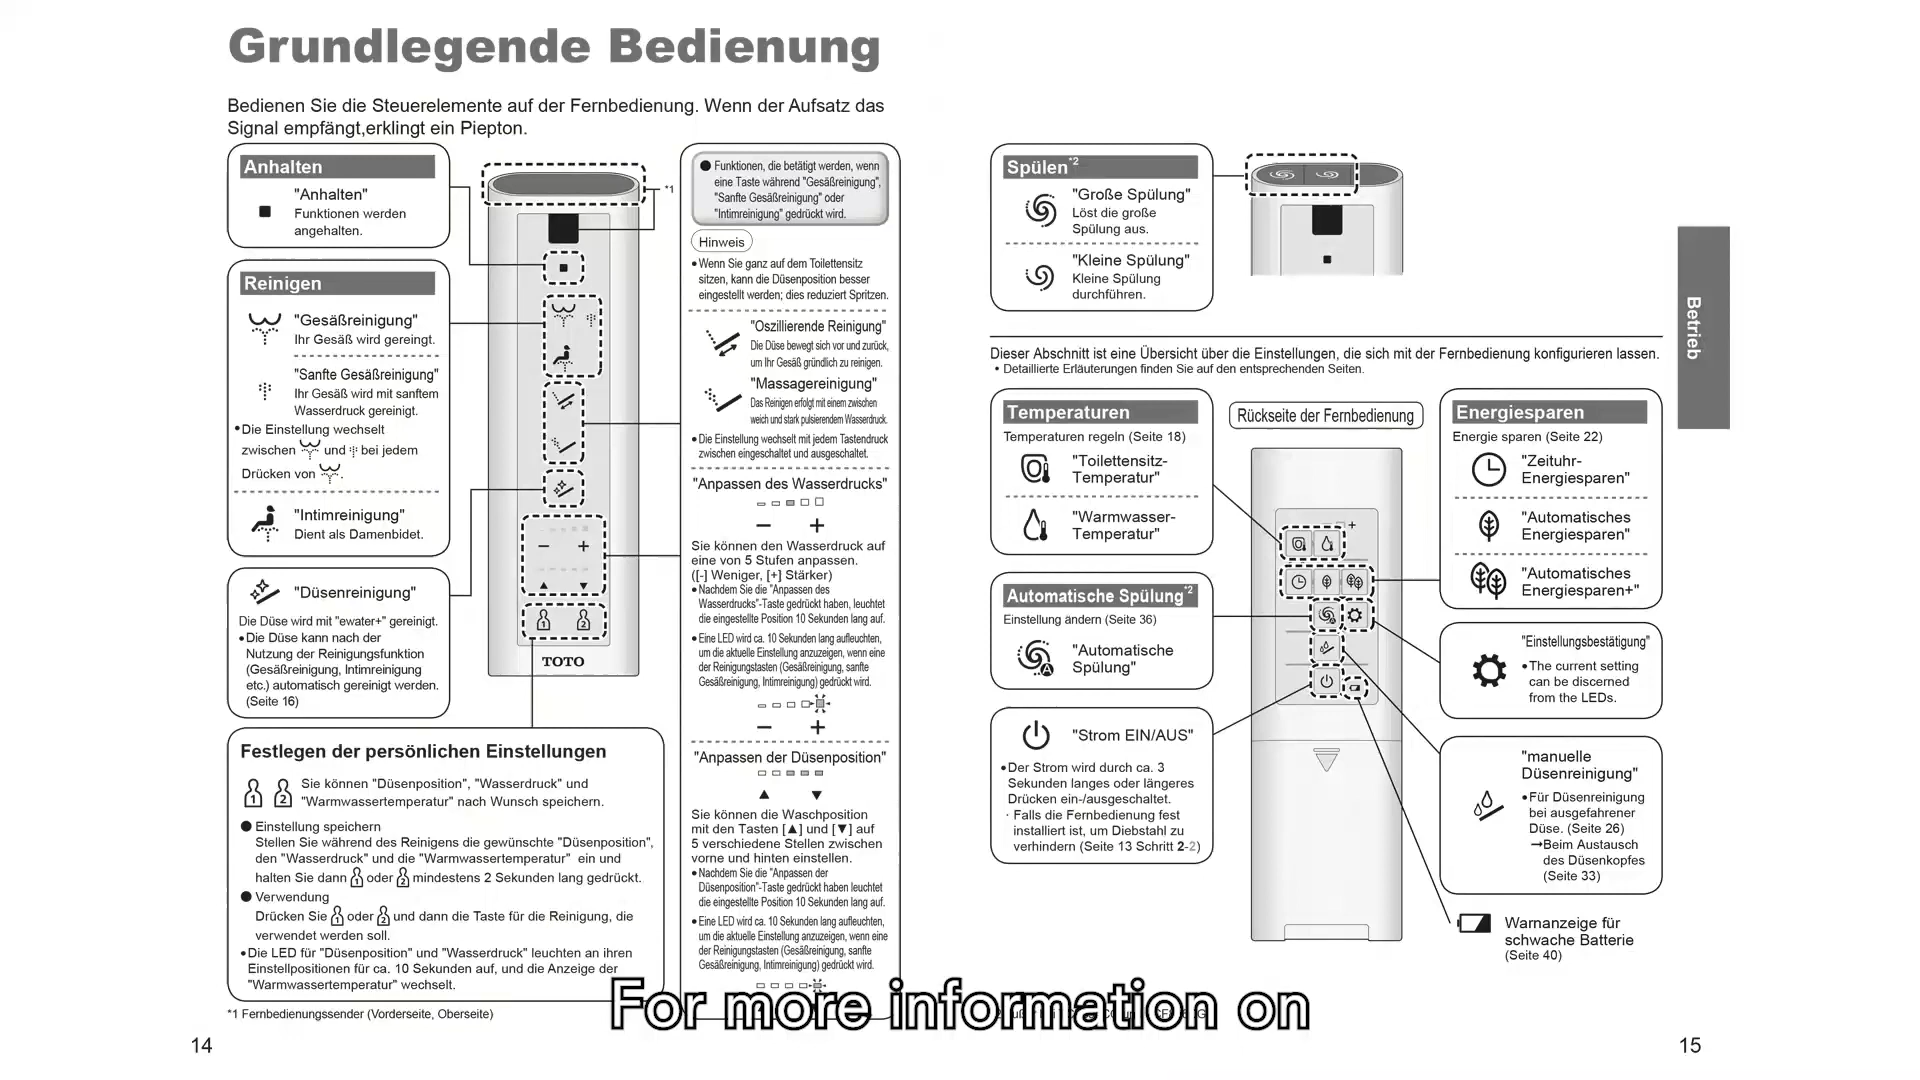 Grundlegende Bedienung
Bedienen Sie die Steuerelemente auf der Fernbedienung. Wenn der Aufsatz das
Signal empfängt,erklingt ein Piepton.
Anhalten
"Anhalten"
Funktionen werden
angehalten.
Reinigen
"Gesäßreinigung"
Ihr Gesäß wird gereingt.
"Sanfte Gesäßreinigung"
Ihr Gesäß wird mit sanftem
Wasserdruck gereinigt.
•Die Einstellung wechselt
zwischen und bei jedem
Drücken von .
"Intimreinigung"
Dient als Damenbidet.
"Düsenreinigung"
Die Düse wird mit "ewater+" gereinigt.
•Die Düse kann nach der
Nutzung der Reinigungsfunktion
(Gesäßreinigung, Intimreinigung
etc.) automatisch gereinigt werden.
(Seite 16)
*1
TOTO
Festlegen der persönlichen Einstellungen
1 2 Sie können "Düsenposition", "Wasserdruck" und
"Warmwassertemperatur" nach Wunsch speichern.
● Einstellung speichern
Stellen Sie während des Reinigens die gewünschte "Düsenposition",
den "Wasserdruck" und die "Warmwassertemperatur" ein und
halten Sie dann 1 oder 2 mindestens 2 Sekunden lang gedrückt.
● Verwendung
Drücken Sie 1 oder 2 und dann die Taste für die Reinigung, die
verwendet werden soll.
•Die LED für "Düsenposition" und "Wasserdruck" leuchten an ihren
Einstellpositionen für ca. 10 Sekunden auf, und die Anzeige der
"Warmwassertemperatur" wechselt.
*1 Fernbedienungssender (Vorderseite, Oberseite)
14
● Funktionen, die betätigt werden, wenn
eine Taste während "Gesäßreinigung",
"Sanfte Gesäßreinigung" oder
"Intimreinigung" gedrückt wird.
Hinweis
•Wenn Sie ganz auf dem Toilettensitz
sitzen, kann die Düsenposition besser
eingestellt werden; dies reduziert Spritzen.
"Oszillierende Reinigung"
Die Düse bewegt sich vor und zurück,
um Ihr Gesäß gründlich zu reinigen.
"Massagereinigung"
Das Reinigen erfolgt mit einem zwischen
weich und stark pulsierendem Wasserdruck.
•Die Einstellung wechselt mit jedem Tastendruck
zwischen eingeschaltet und ausgeschaltet.
"Anpassen des Wasserdrucks"
− +
Sie können den Wasserdruck auf
eine von 5 Stufen anpassen.
([-] Weniger, [+] Stärker)
•Nachdem Sie die "Anpassen des
Wasserdrucks"-Taste gedrückt haben, leuchtet
die eingestellte Position 10 Sekunden lang auf.
•Eine LED wird ca. 10 Sekunden lang aufleuchten,
um die aktuelle Einstellung anzuzeigen, wenn eine
der Reinigungstasten (Gesäßreinigung, sanfte
Gesäßreinigung, Intimreinigung) gedrückt wird.
− +
"Anpassen der Düsenposition"
▲ ▼
Sie können die Waschposition
mit den Tasten [▲] und [▼] auf
5 verschiedene Stellen zwischen
vorne und hinten einstellen.
•Nachdem Sie die "Anpassen der
Düsenposition"-Taste gedrückt haben leuchtet
die eingestellte Position 10 Sekunden lang auf.
•Eine LED wird ca. 10 Sekunden lang aufleuchten,
um die aktuelle Einstellung anzuzeigen, wenn eine
der Reinigungstasten (Gesäßreinigung, sanfte
Gesäßreinigung, Intimreinigung) gedrückt wird.
Spülen*2
"Große Spülung"
Löst die große
Spülung aus.
"Kleine Spülung"
Kleine Spülung
durchführen.
Betrieb
Dieser Abschnitt ist eine Übersicht über die Einstellungen, die sich mit der Fernbedienung konfigurieren lassen.
• Detaillierte Erläuterungen finden Sie auf den entsprechenden Seiten.
Temperaturen
Temperaturen regeln (Seite 18)
"Toilettensitz-
Temperatur"
"Warmwasser-
Temperatur"
Automatische Spülung*2
Einstellung ändern (Seite 36)
"Automatische
Spülung"
"Strom EIN/AUS"
•Der Strom wird durch ca. 3
Sekunden langes oder längeres
Drücken ein-/ausgeschaltet.
· Falls die Fernbedienung fest
installiert ist, um Diebstahl zu
verhindern (Seite 13 Schritt 2-2)
Rückseite der Fernbedienung
Energiesparen
Energie sparen (Seite 22)
"Zeituhr-
Energiesparen"
"Automatisches
Energiesparen"
"Automatisches
Energiesparen+"
"Einstellungsbestätigung"
•The current setting
can be discerned
from the LEDs.
"manuelle
Düsenreinigung"
•Für Düsenreinigung
bei ausgefahrener
Düse. (Seite 26)
→Beim Austausch
des Düsenkopfes
(Seite 33)
Warnanzeige für
schwache Batterie
(Seite 40)
15
For more information on